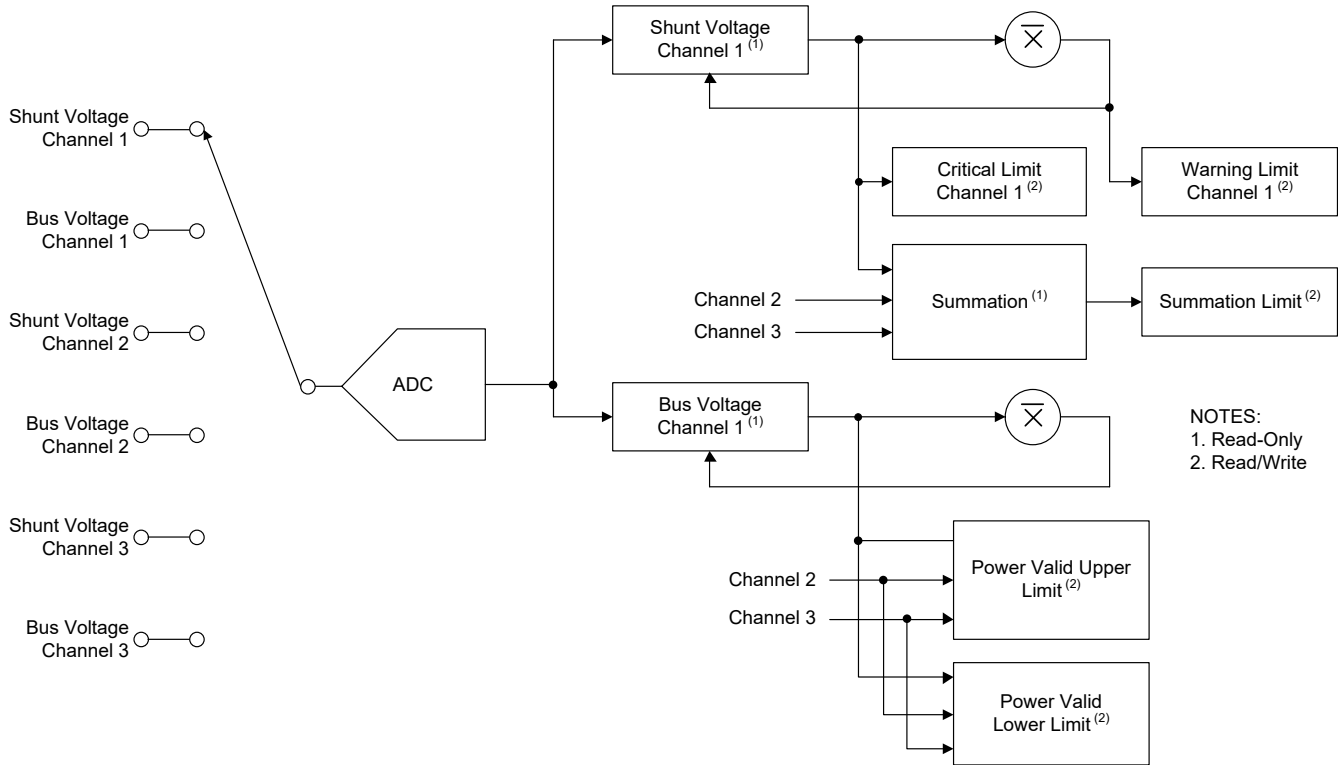 Shunt Voltage
Channel 1
Bus Voltage
Channel 1
Shunt Voltage
Channel 2
Bus Voltage
Channel 2
Shunt Voltage
Channel 3
Bus Voltage
Channel 3
ADC
Shunt Voltage
Channel 1 (1)
X̅
Critical Limit
Channel 1 (2)
Warning Limit
Channel 1 (2)
Channel 2
Channel 3
Summation (1)
Summation Limit (2)
Bus Voltage
Channel 1 (1)
X̅
NOTES:
1. Read-Only
2. Read/Write
Channel 2
Channel 3
Power Valid Upper
Limit (2)
Power Valid
Lower Limit (2)